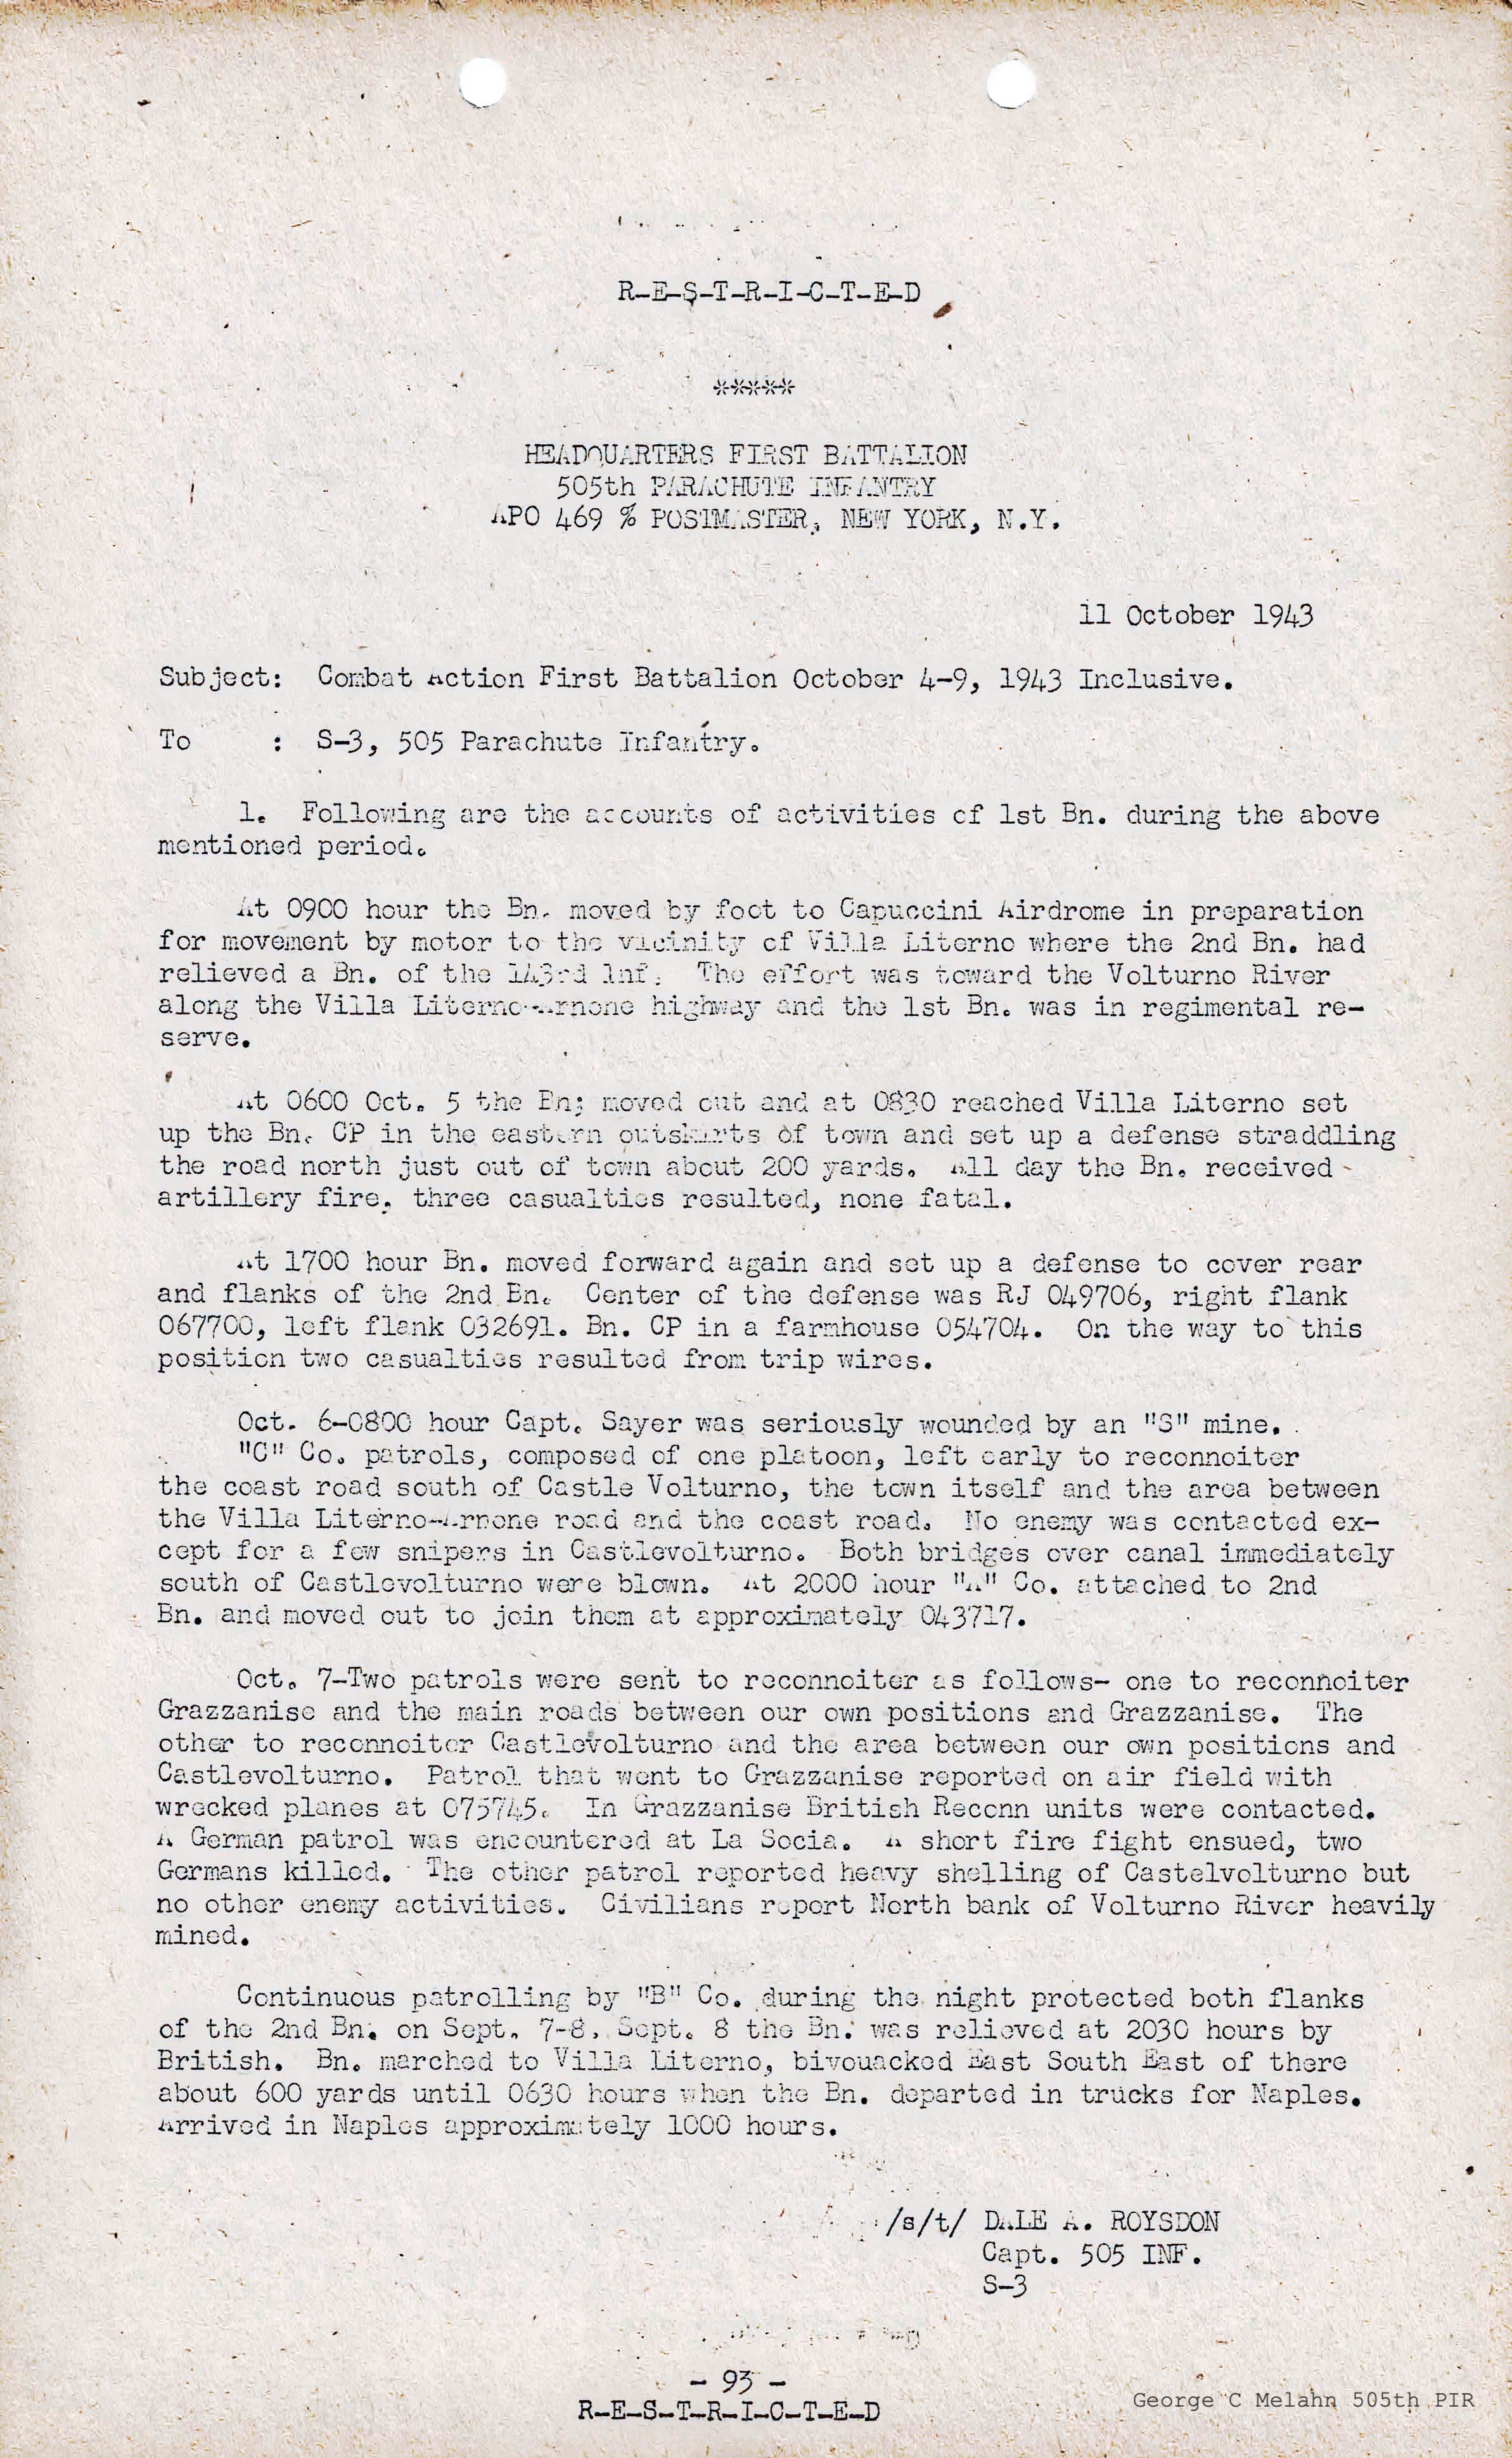 R-E-S-T-R-I-C-T-E-D
*****
HEADQUARTERS FIRST BATTALION
505th PARACHUTE INFANTRY
APO 469 % POSTMASTER, NEW YORK, N.Y.
11 October 1943
Subject: Combat Action First Battalion October 4-9, 1943 Inclusive.
To : S-3, 505 Parachute Infantry.
1. Following are the accounts of activities of 1st Bn. during the above
mentioned period.
At 0900 hour the Bn. moved by foot to Capuccini Airdrome in preparation
for movement by motor to the vicinity of Villa Literno where the 2nd Bn. had
relieved a Bn. of the 143rd Inf. The effort was toward the Volturno River
along the Villa Literno-Arnone highway and the 1st Bn. was in regimental re-
serve.
At 0600 Oct. 5 the Bn; moved out and at 0830 reached Villa Literno set
up the Bn. CP in the eastern outskirts of town and set up a defense straddling
the road north just out of town about 200 yards. All day the Bn. received
artillery fire. three casualties resulted, none fatal.
At 1700 hour Bn. moved forward again and set up a defense to cover rear
and flanks of the 2nd Bn. Center of the defense was RJ 049706, right flank
067700, left flank 032691. Bn. CP in a farmhouse 054704. On the way to this
position two casualties resulted from trip wires.
Oct. 6-0800 hour Capt. Sayer was seriously wounded by an "S" mine.
"C" Co. patrols, composed of one platoon, left early to reconnoiter
the coast road south of Castle Volturno, the town itself and the area between
the Villa Literno-Arnone road and the coast road. No enemy was contacted ex-
cept for a few snipers in Castlevolturno. Both bridges over canal immediately
south of Castlevolturno were blown. At 2000 hour "A" Co. attached to 2nd
Bn. and moved out to join them at approximately 043717.
Oct. 7-Two patrols were sent to reconnoiter as follows- one to reconnoiter
Grazzanise and the main roads between our own positions and Grazzanise. The
other to reconnoiter Castlevolturno and the area between our own positions and
Castlevolturno. Patrol that went to Grazzanise reported on air field with
wrecked planes at 075745. In Grazzanise British Reconn units were contacted.
A German patrol was encountered at La Socia. A short fire fight ensued, two
Germans killed. The other patrol reported heavy shelling of Castelvolturno but
no other enemy activities. Civilians report North bank of Volturno River heavily
mined.
Continuous patrolling by "B" Co. during the night protected both flanks
of the 2nd Bn. on Sept. 7-8. Sept. 8 the Bn. was relieved at 2030 hours by
British. Bn. marched to Villa Literno, bivouacked East South East of there
about 600 yards until 0630 hours when the Bn. departed in trucks for Naples.
Arrived in Naples approximately 1000 hours.
/s/t/ DALE A. ROYSDON
Capt. 505 INF.
S-3
- 93 -
R-E-S-T-R-I-C-T-E-D
George C Melahn 505th PIR